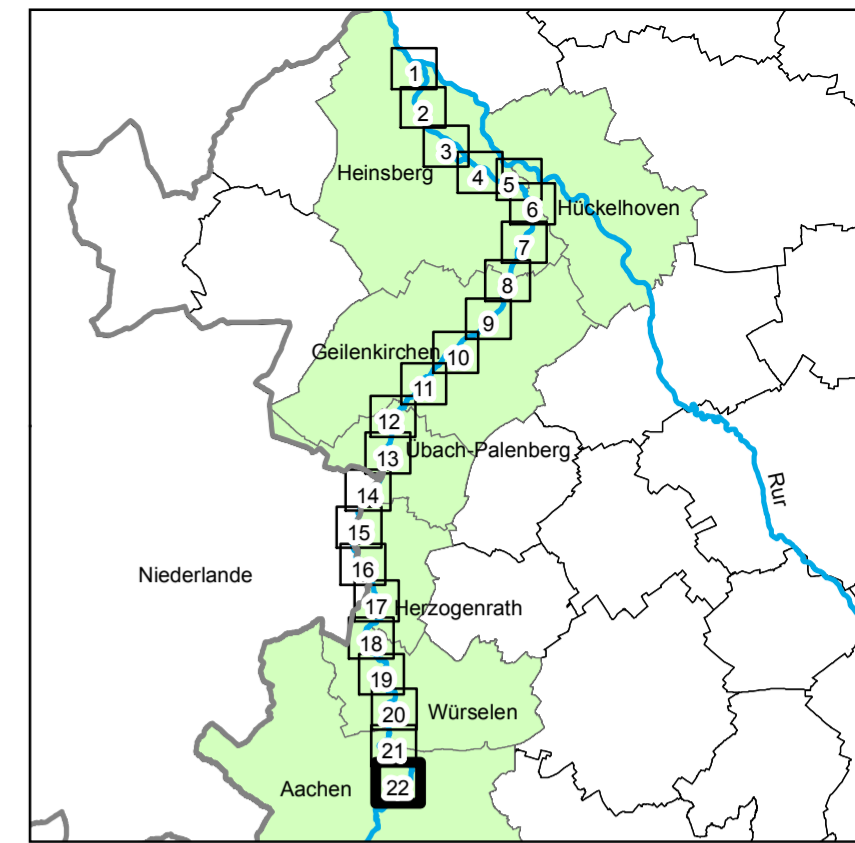 1
2
3
Heinsberg
4
5
6
Hückelhoven
7
8
9
Geilenkirchen
10
11
12
Übach-Palenberg
13
14
Rur
15
16
Niederlande
17
Herzogenrath
18
19
20
Würselen
21
Aachen
22